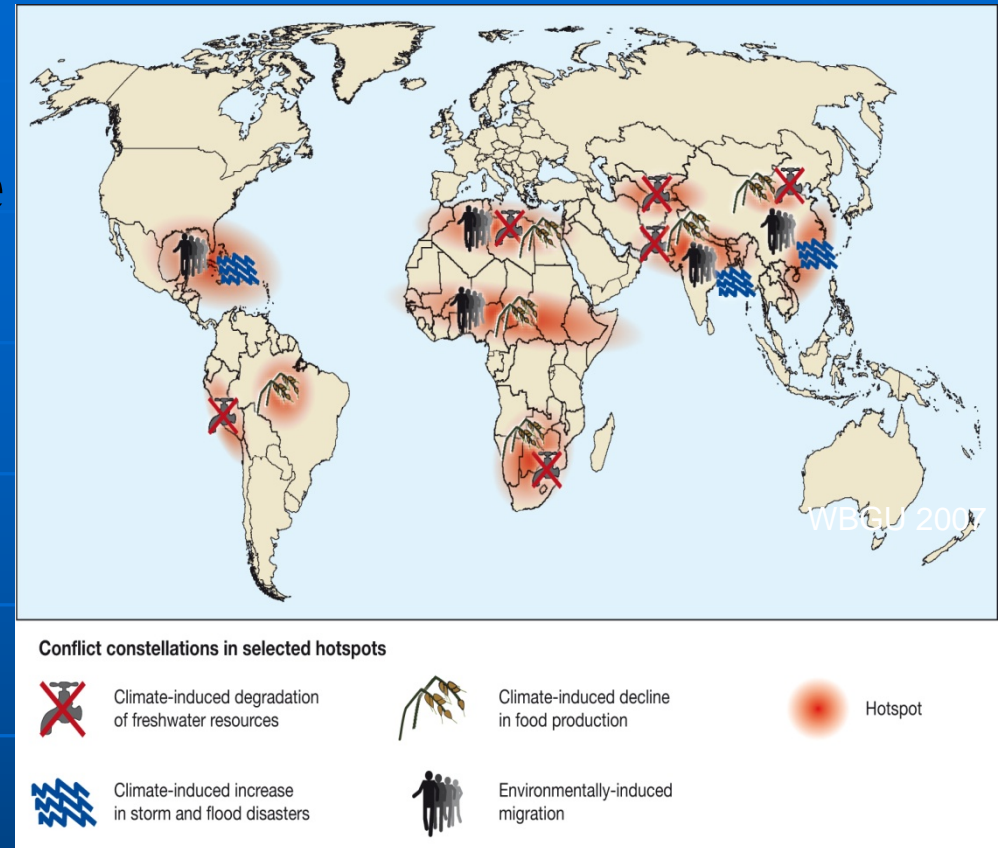 e
WBGU 2007
Conflict constellations in selected hotspots
Climate-induced degradation
of freshwater resources
Climate-induced decline
in food production
Hotspot
Climate-induced increase
in storm and flood disasters
Environmentally-induced
migration